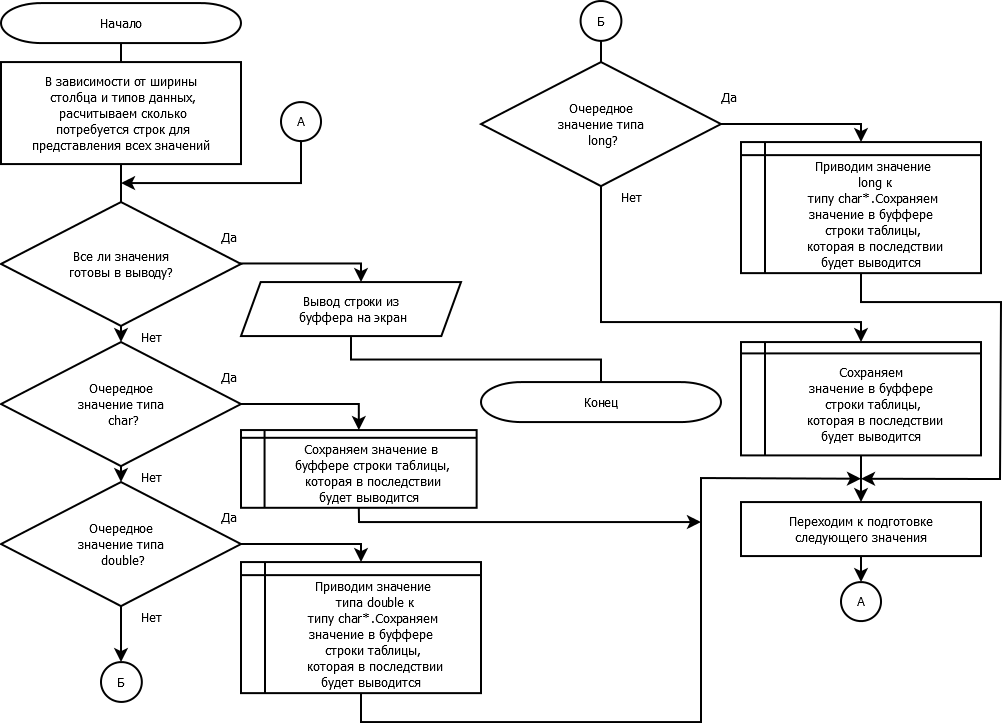 Начало
В зависимости от ширины
столбца и типов данных,
расчитываем сколько
потребуется строк для
представления всех значений
А
Все ли значения
готовы в выводу?
Да
Нет
Вывод строки из
буффера на экран
Конец
Очередное
значение типа
char?
Да
Нет
Сохраняем значение в
буффере строки таблицы,
которая в последствии
будет выводится
Очередное
значение типа
double?
Да
Нет
Приводим значение
типа double к
типу char*.Сохраняем
значение в буффере
строки таблицы,
которая в последствии
будет выводится
Б
Б
Очередное
значение типа
long?
Да
Нет
Приводим значение
long к
типу char*.Сохраняем
значение в буффере
строки таблицы,
которая в последствии
будет выводится
Сохраняем
значение в буффере
строки таблицы,
которая в последствии
будет выводится
Переходим к подготовке
следующего значения
А